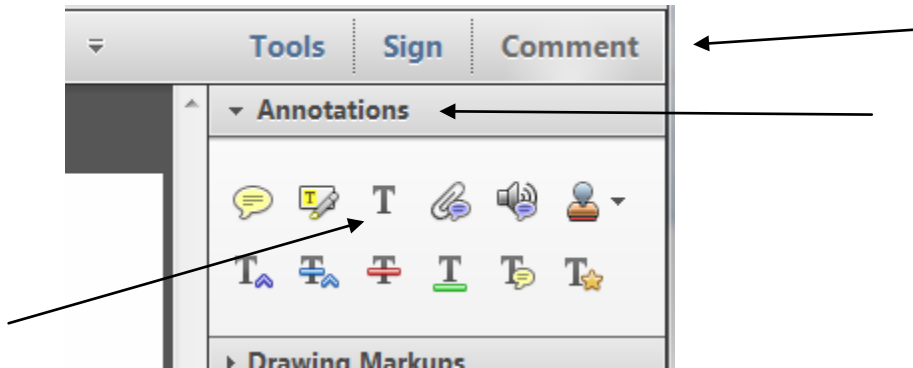 Tools Sign Comment
Annotations
T T
T T T T T T
Drawing Markups